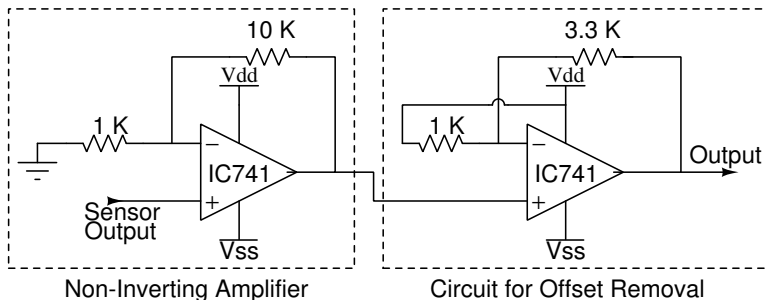 10 K
3.3 K
Vdd
Vdd
1 K
1 K
−
−
IC741
IC741
Output
+
+
Sensor
Output
Vss
Vss
Non-Inverting Amplifier
Circuit for Offset Removal